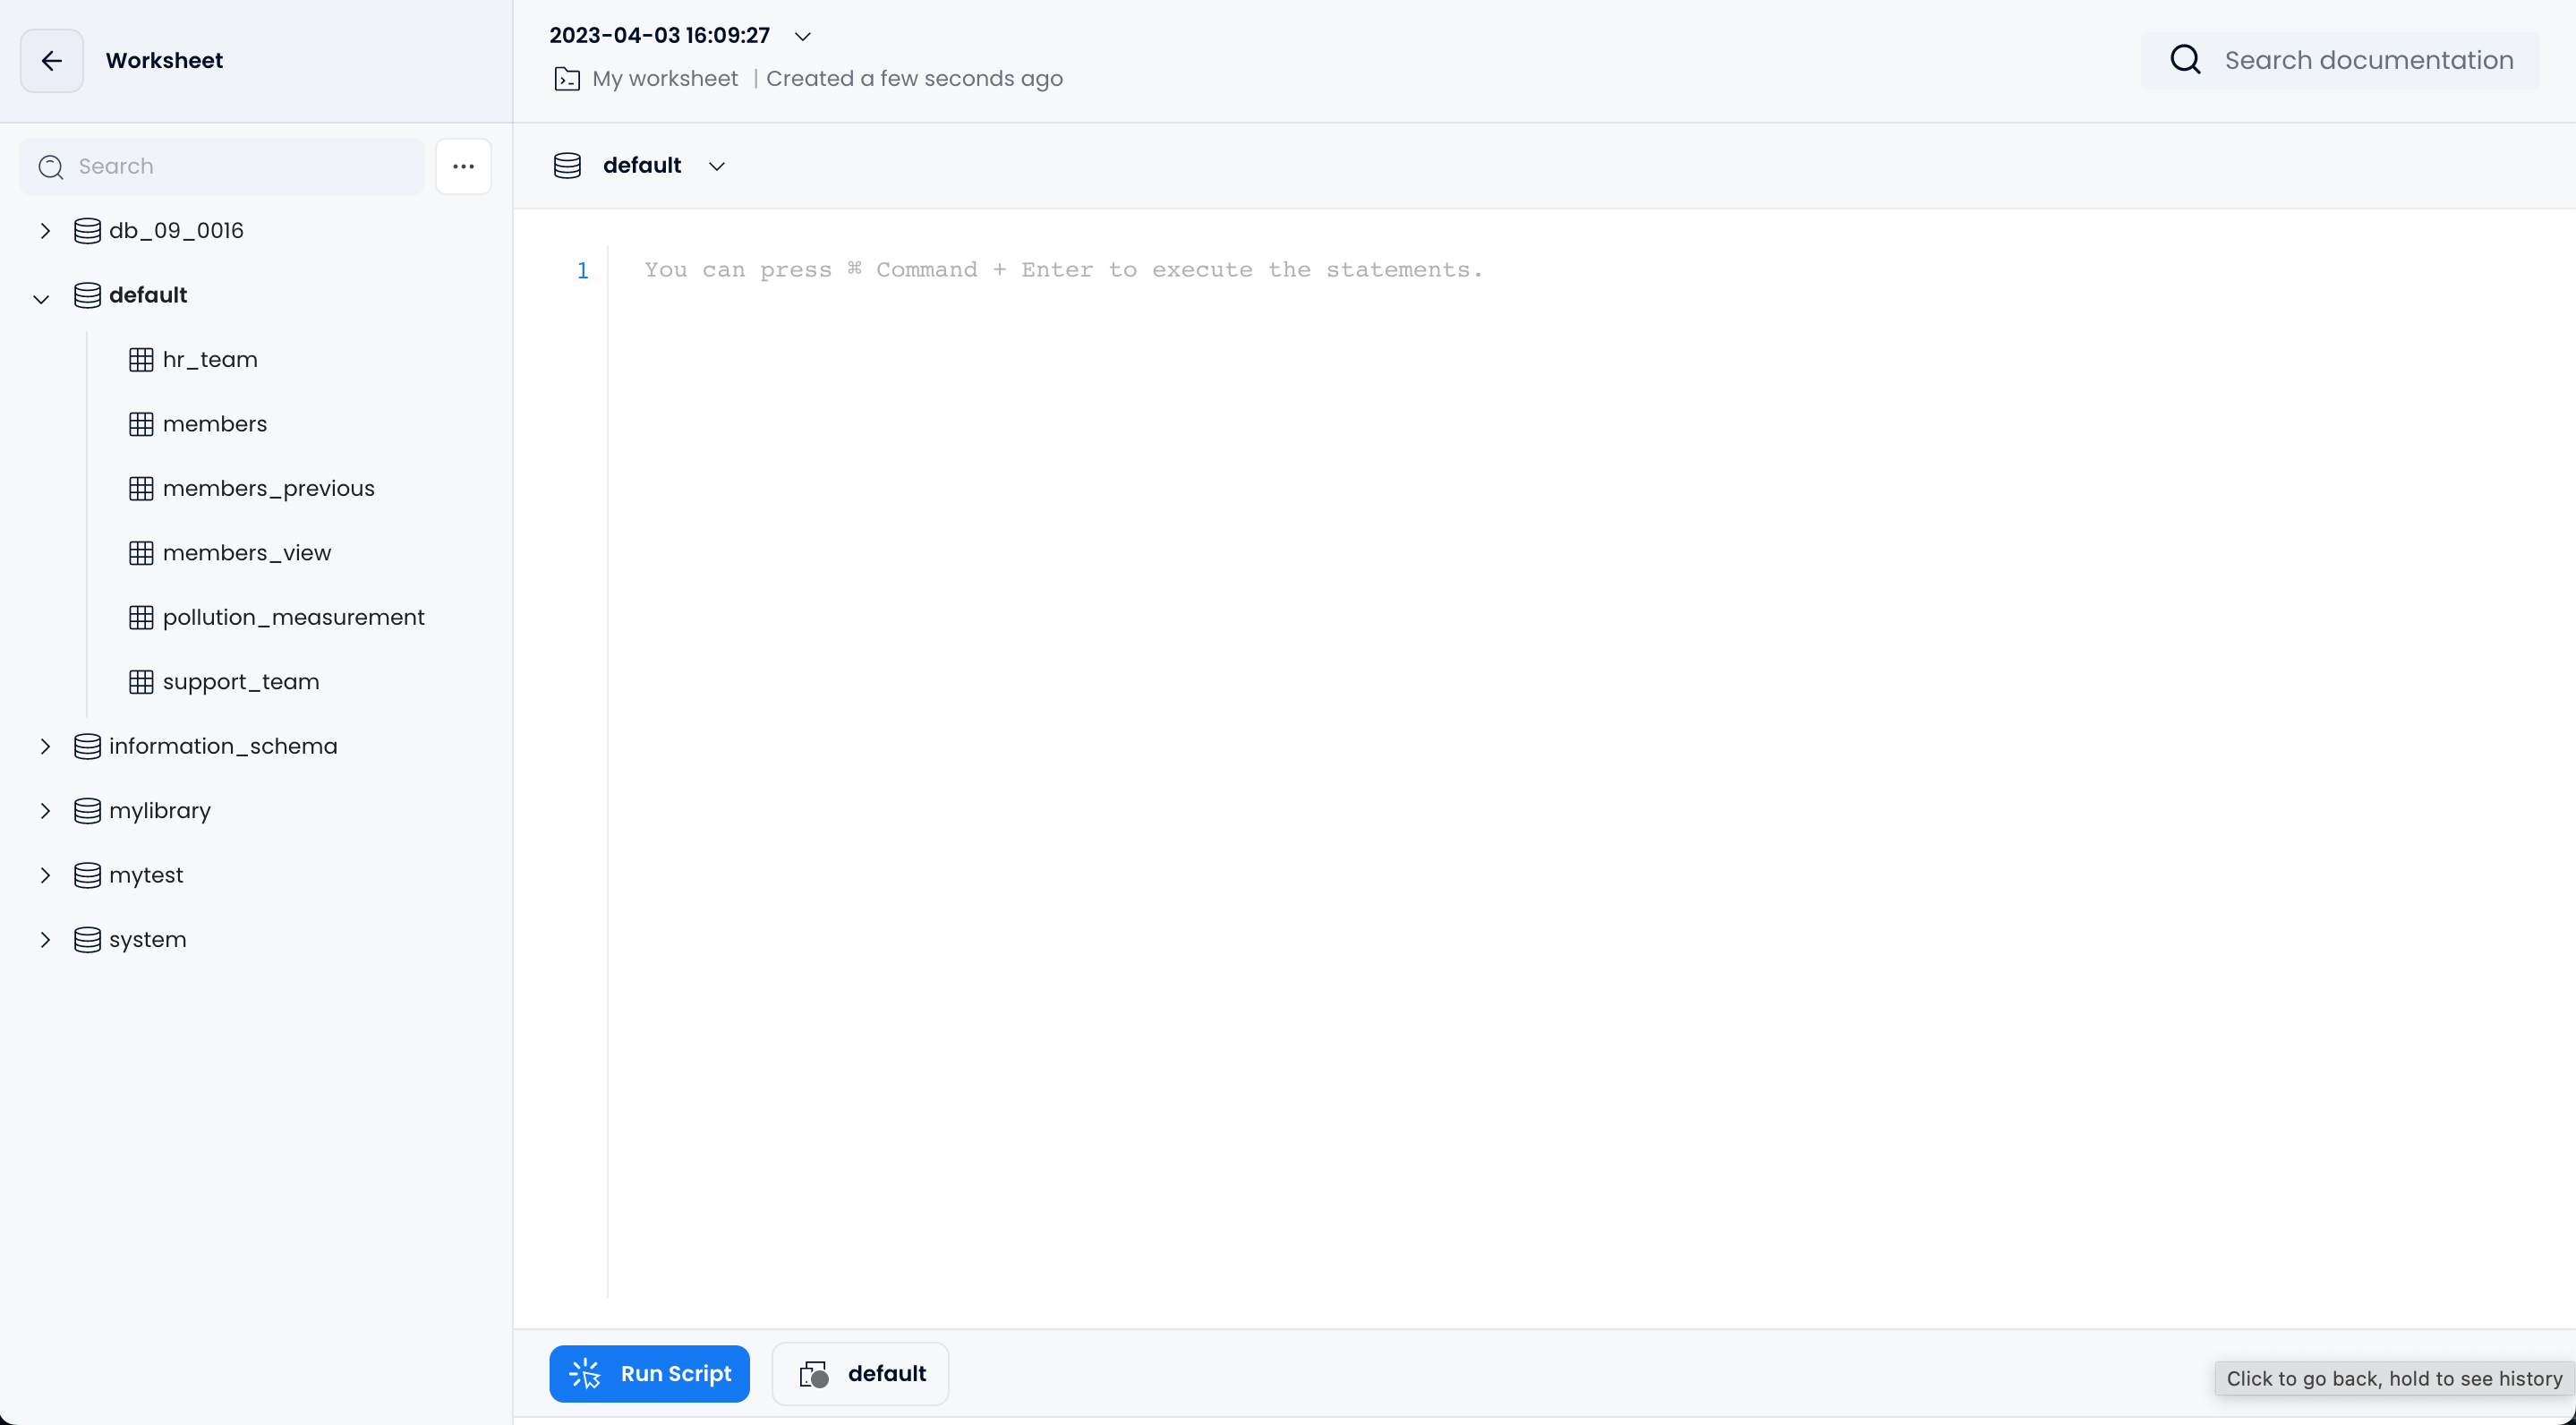 Worksheet
2023-04-03 16:09:27
My worksheet | Created a few seconds ago
Search documentation
Search
···
default
db_09_0016
default
hr_team
members
members_previous
members_view
pollution_measurement
support_team
information_schema
mylibrary
mytest
system
1
You can press ⌘ Command + Enter to execute the statements.
Run Script
default
Click to go back, hold to see history